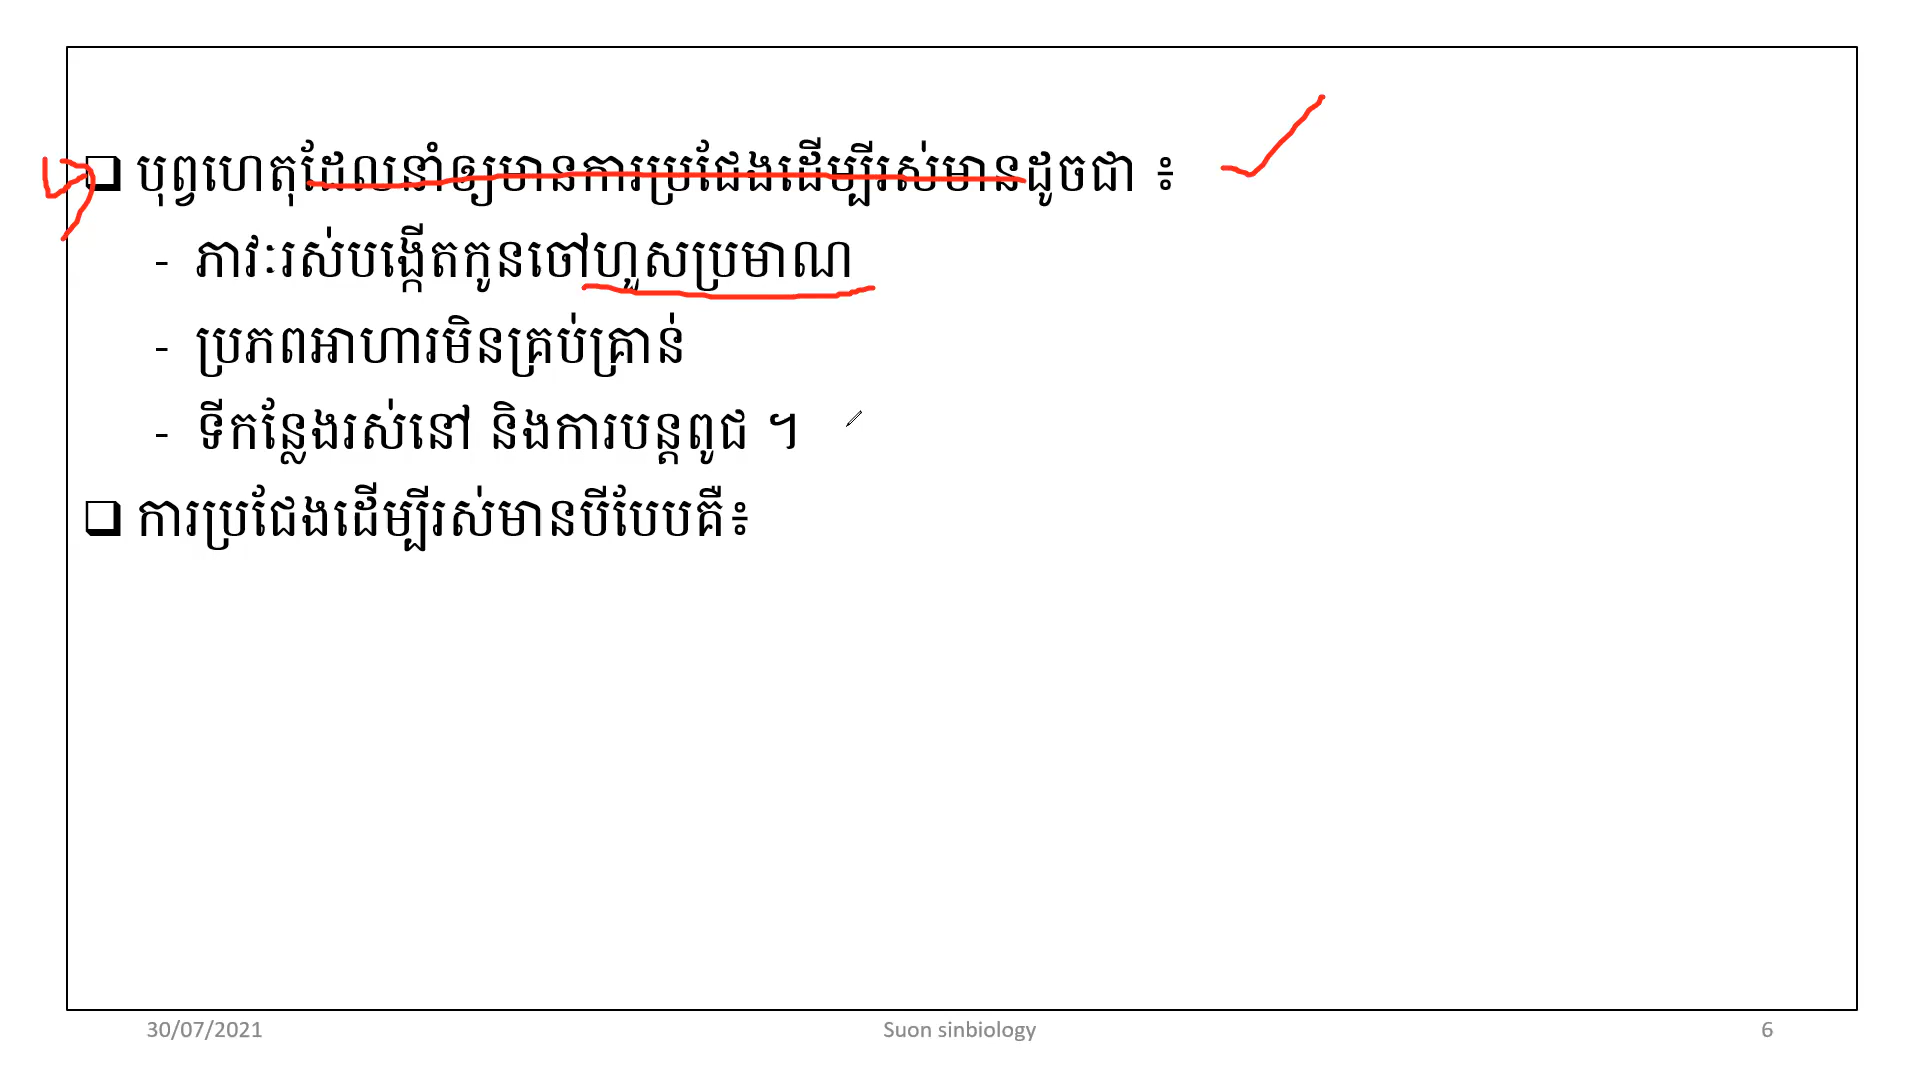 ❑ បុព្វហេតុដែលនាំឲ្យមានការប្រជែងដើម្បីរស់មានដូចជា ៖
- ភាវៈរស់បង្កើតកូនចៅហួសប្រមាណ
- ប្រភពអាហារមិនគ្រប់គ្រាន់
- ទីកន្លែងរស់នៅ និងការបន្តពូជ ។
❑ ការប្រជែងដើម្បីរស់មានបីបែបគឺ៖
30/07/2021
Suon sinbiology
6